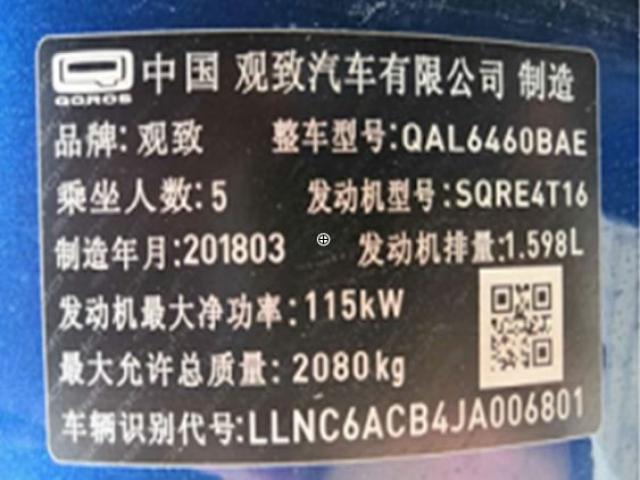 QOROS 中国 观致汽车有限公司 制造
品牌: 观致 整车型号:QAL6460BAE
乘坐人数:5 发动机型号:SQRE4T16
制造年月:201803 发动机排量:1.598L
发动机最大净功率:115kW
最大允许总质量: 2080kg
车辆识别代号:LLNC6ACB4JA006801